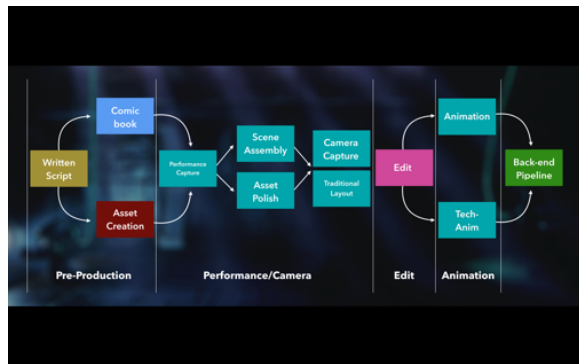 Written
Script
Comic
book
Asset
Creation
Performance
Capture
Scene
Assembly
Asset
Polish
Camera
Capture
Traditional
Layout
Edit
Animation
Tech-
Anim
Back-end
Pipeline
Pre-Production
Performance/Camera
Edit
Animation